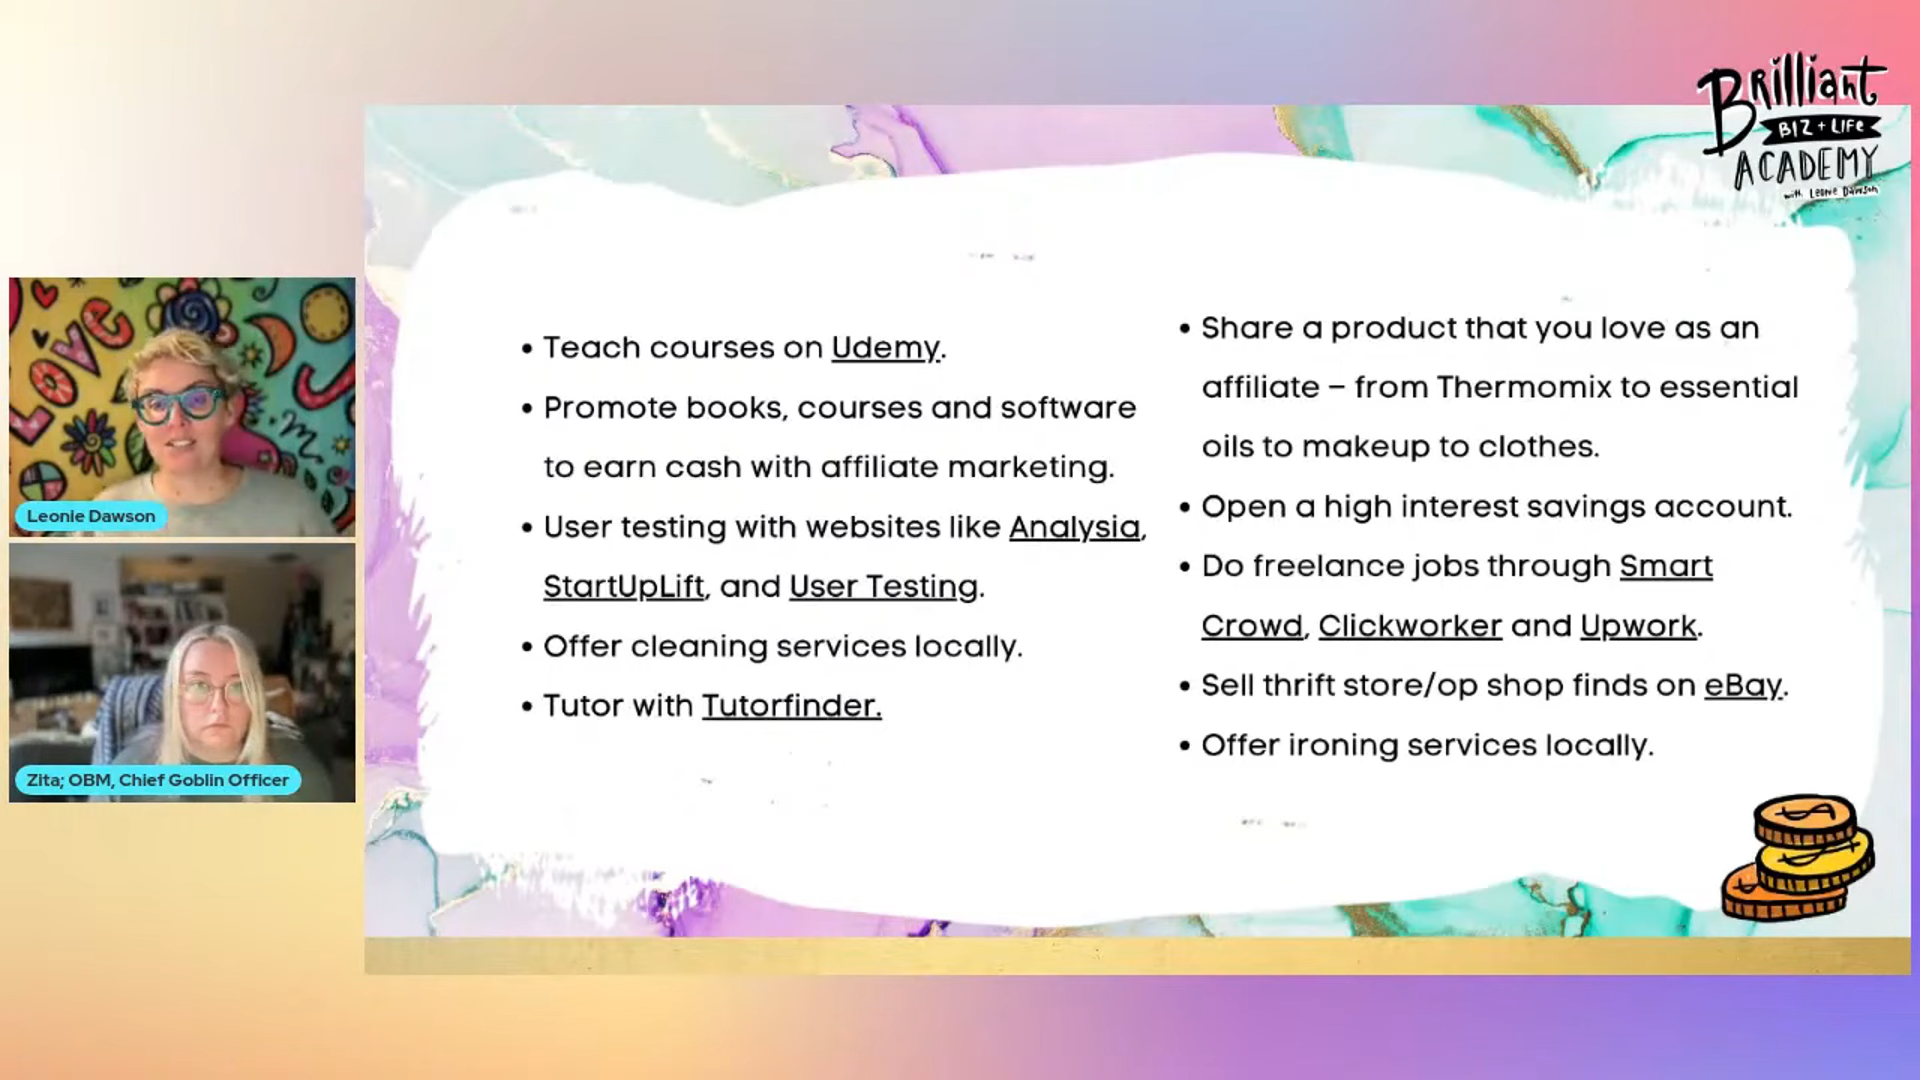 BRilliant
BIZ + LIFe
ACADEMY
with Leonie Dawson
LOVe
Leonie Dawson
Zita; OBM, Chief Goblin Officer
• Teach courses on Udemy.
• Promote books, courses and software
to earn cash with affiliate marketing.
• User testing with websites like Analysia,
StartUpLift, and User Testing.
• Offer cleaning services locally.
• Tutor with Tutorfinder.
• Share a product that you love as an
affiliate – from Thermomix to essential
oils to makeup to clothes.
• Open a high interest savings account.
• Do freelance jobs through Smart
Crowd, Clickworker and Upwork.
• Sell thrift store/op shop finds on eBay.
• Offer ironing services locally.